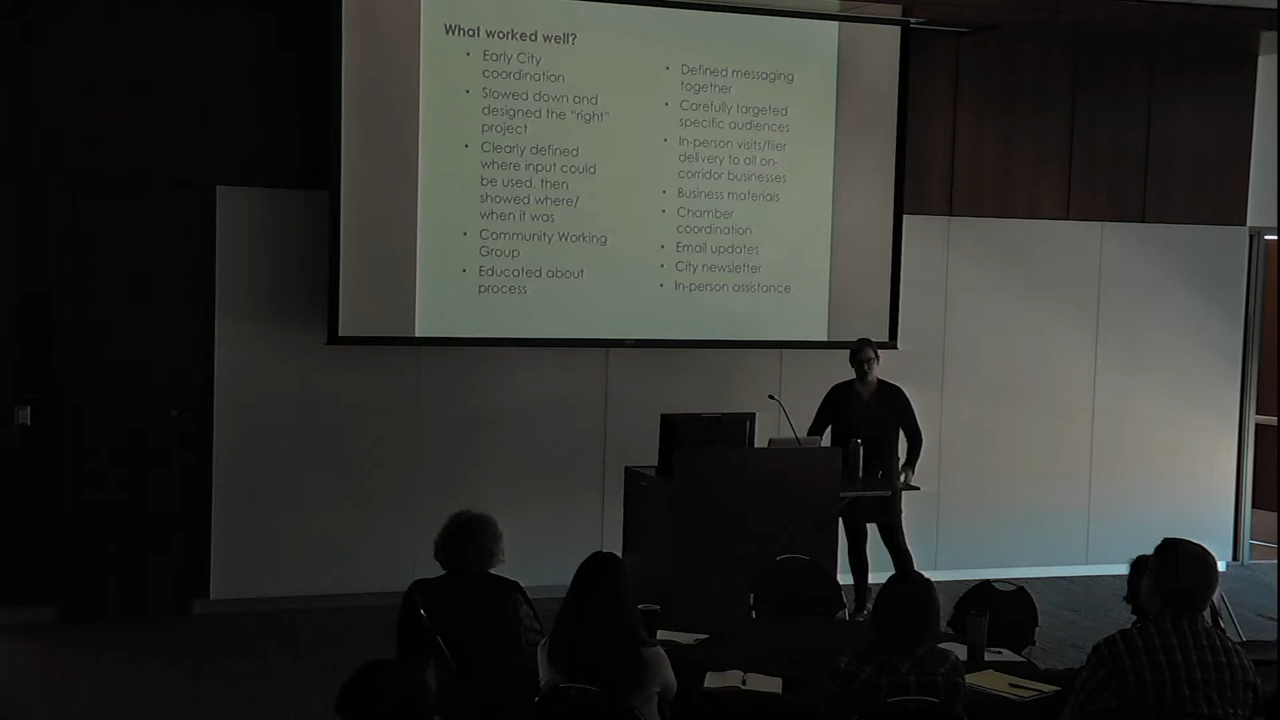 What worked well?
• Early City
coordination
• Slowed down and
designed the "right"
project
• Clearly defined
where input could
be used, then
showed where/
when it was
• Community Working
Group
• Educated about
process
• Defined messaging
together
• Carefully targeted
specific audiences
• In-person visits/flier
delivery to all on-
corridor businesses
• Business materials
• Chamber
coordination
• Email updates
• City newsletter
• In-person assistance